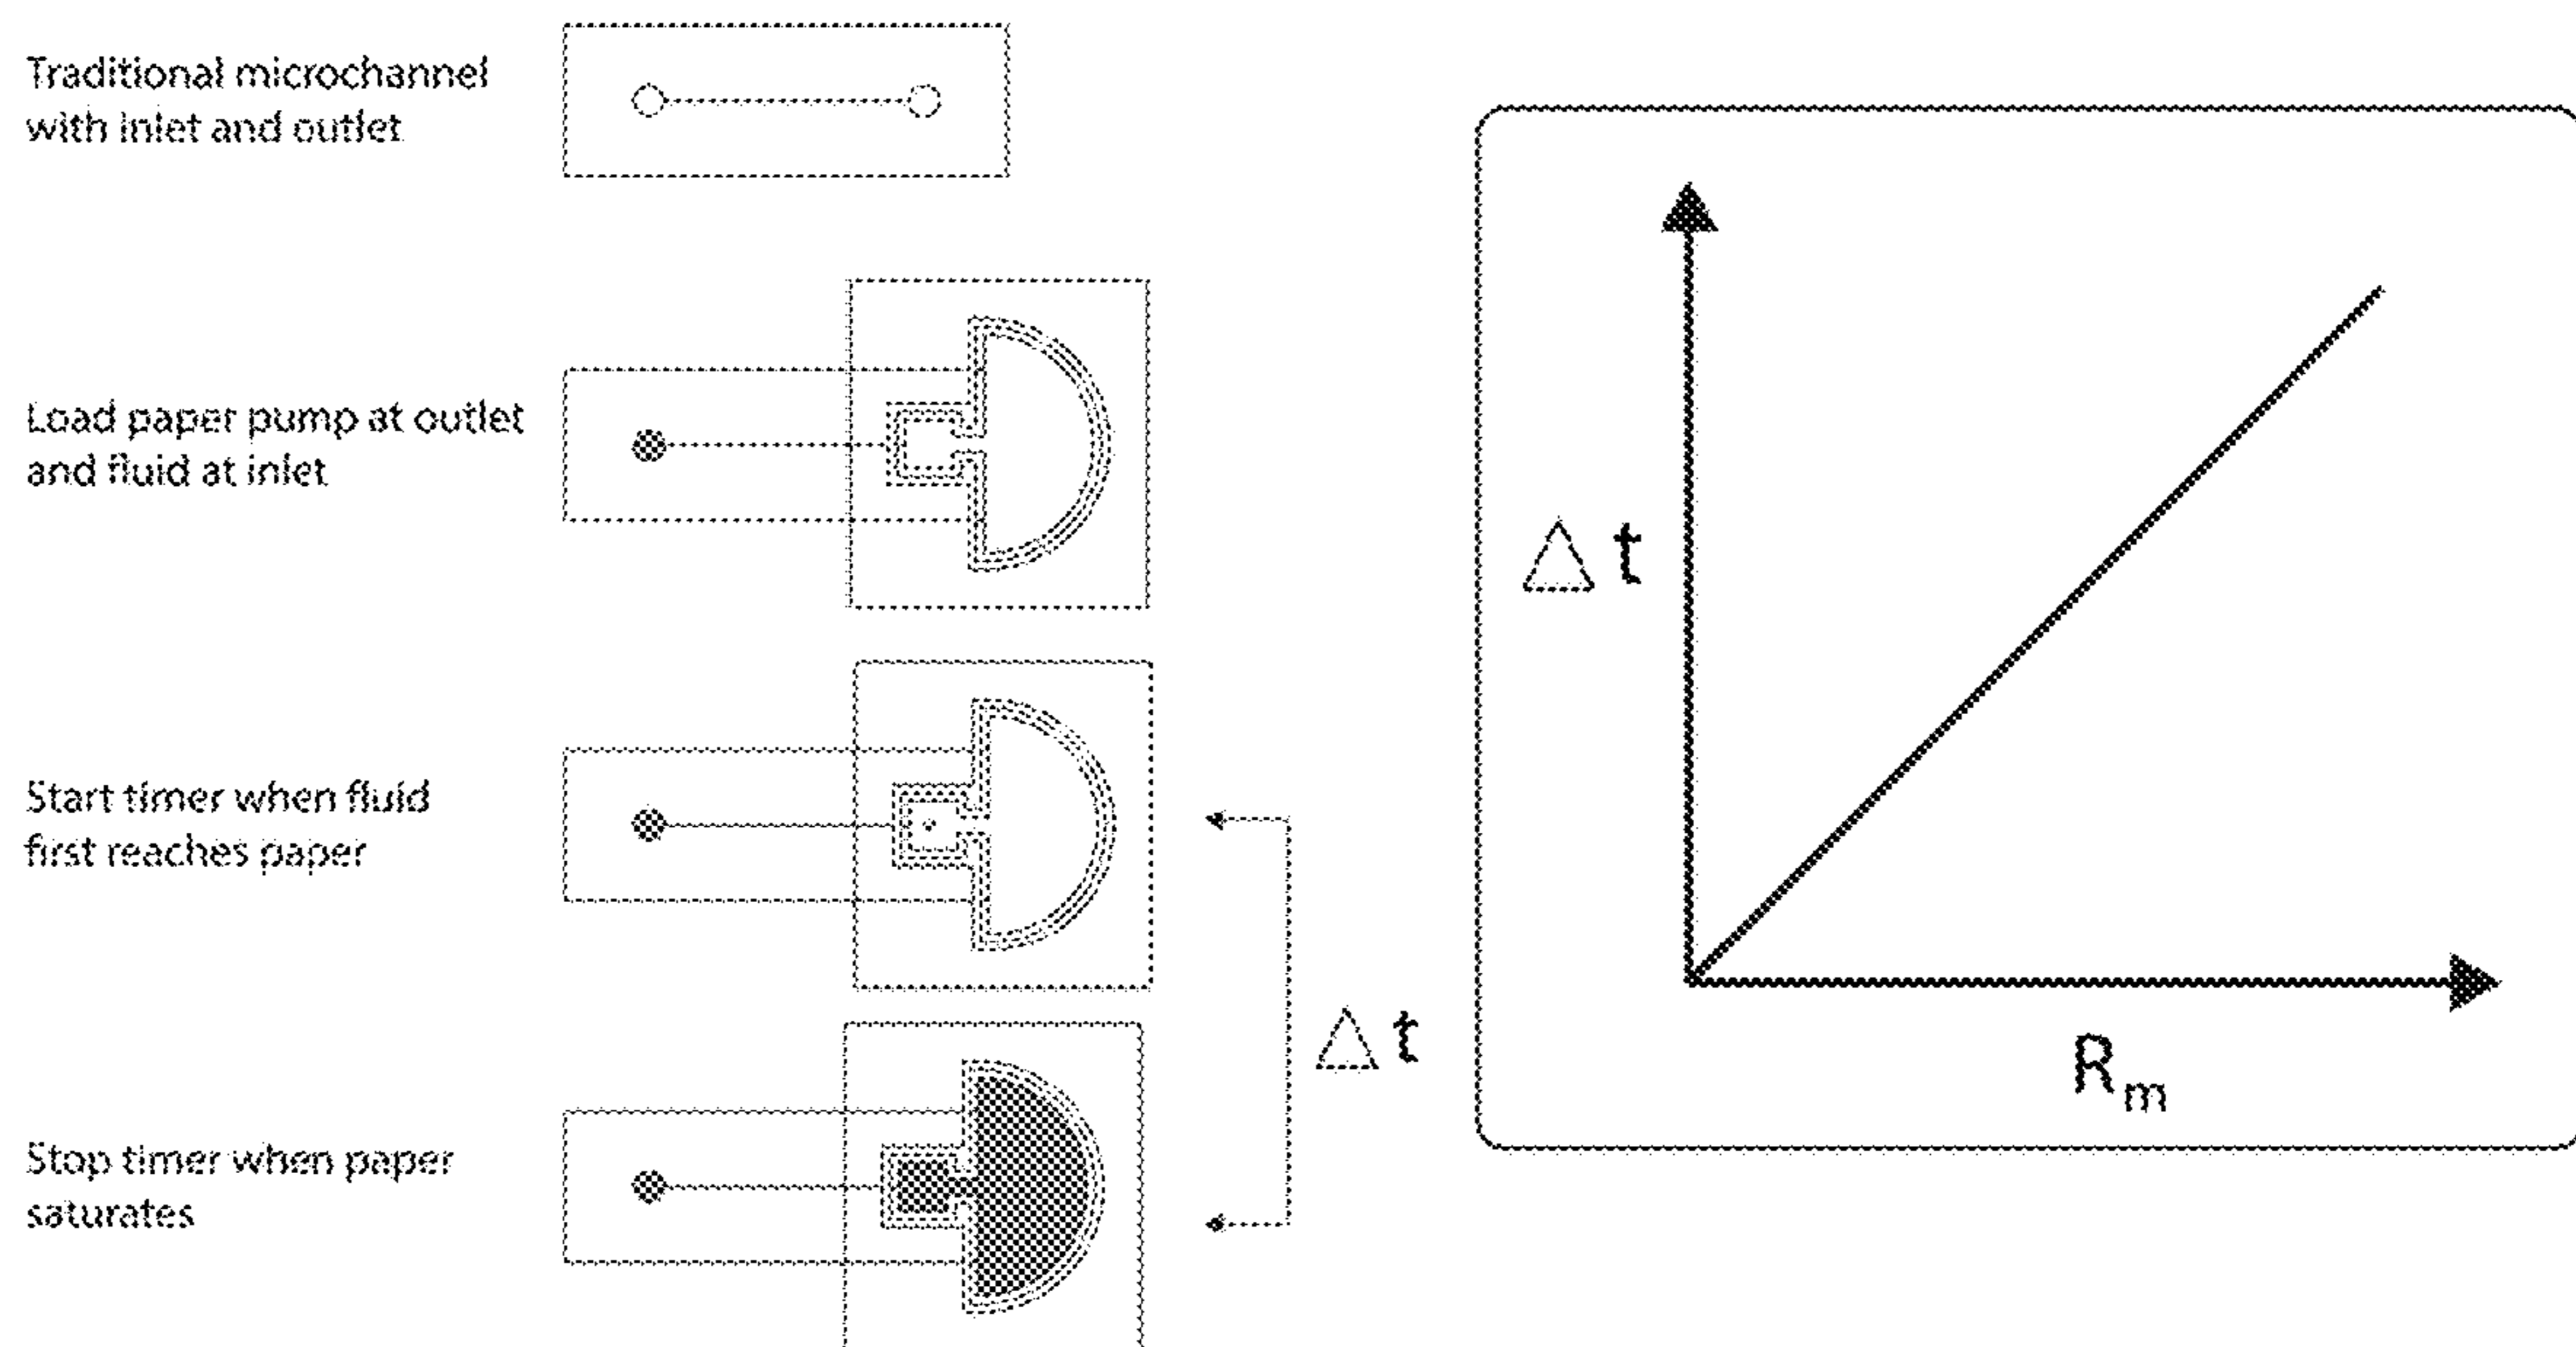 Traditional microchannel
with inlet and outlet
Load paper pump at outlet
and fluid at inlet
Start timer when fluid
first reaches paper
Stop timer when paper
saturates
Δ t
Δ t
Rm